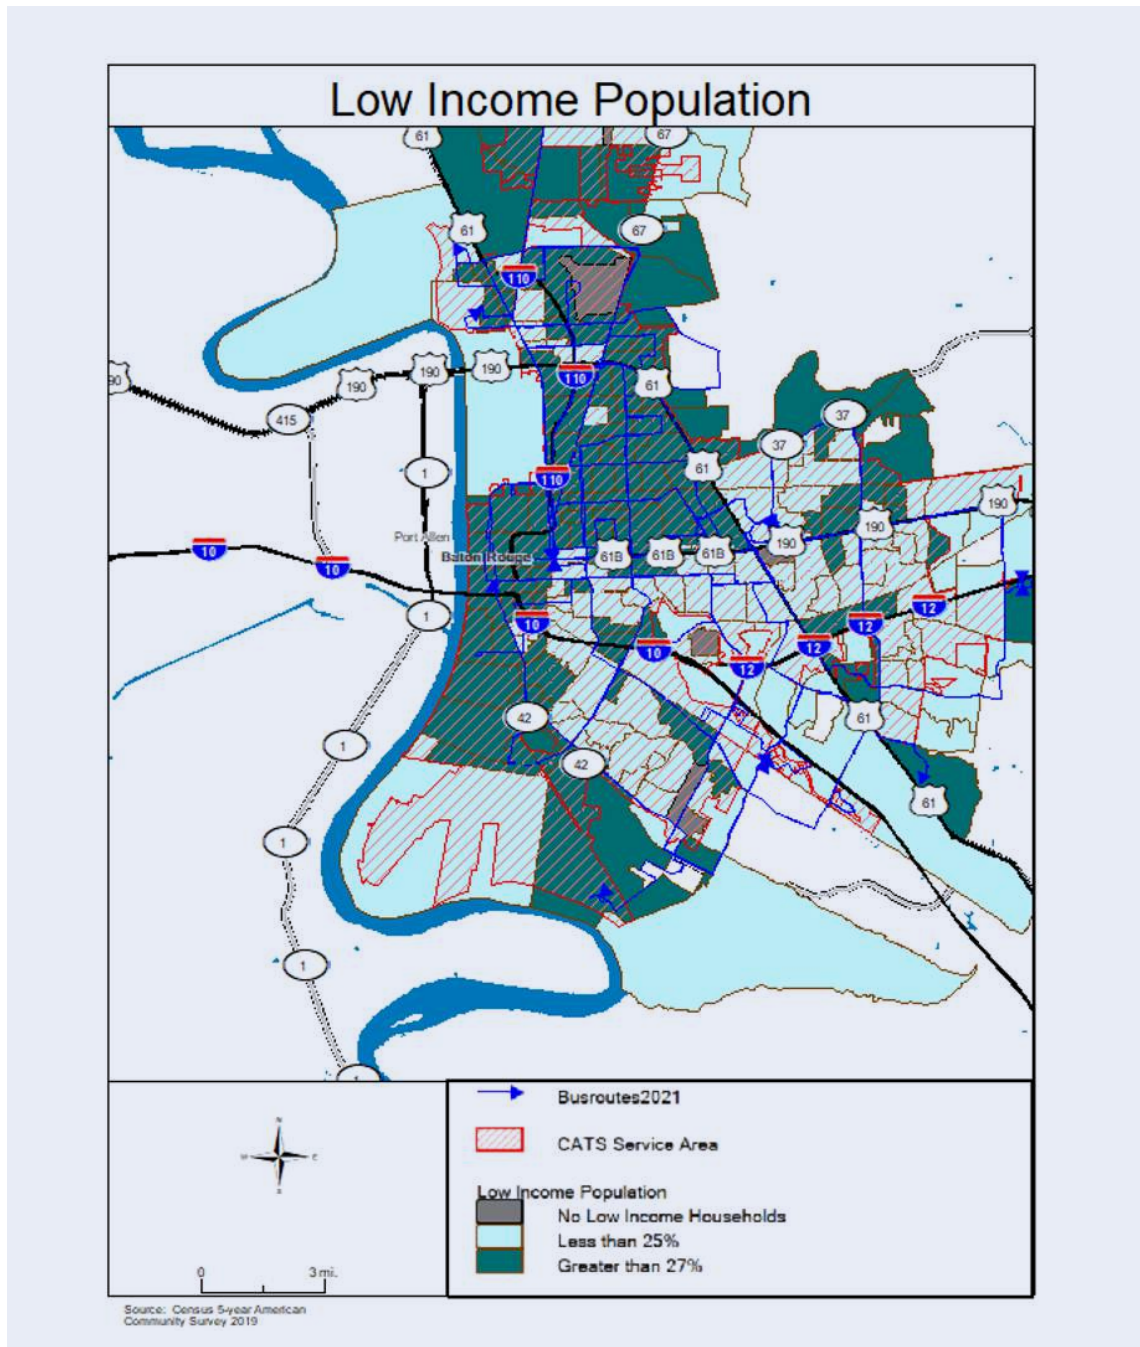 Low Income Population
61
67
61
67
110
190
190
190
110
61
90
415
37
37
1
110
61
190
190
Port Allen
10
Baton Rouge
61B
61B
61B
190
10
12
1
10
12
10
12
12
42
61
1
42
61
1
1
1
Busroutes2021
CATS Service Area
Low Income Population
No Low Income Households
Less than 25%
Greater than 27%
N
W
E
S
0 3 mi.
Source: Census 5-year American
Community Survey 2019